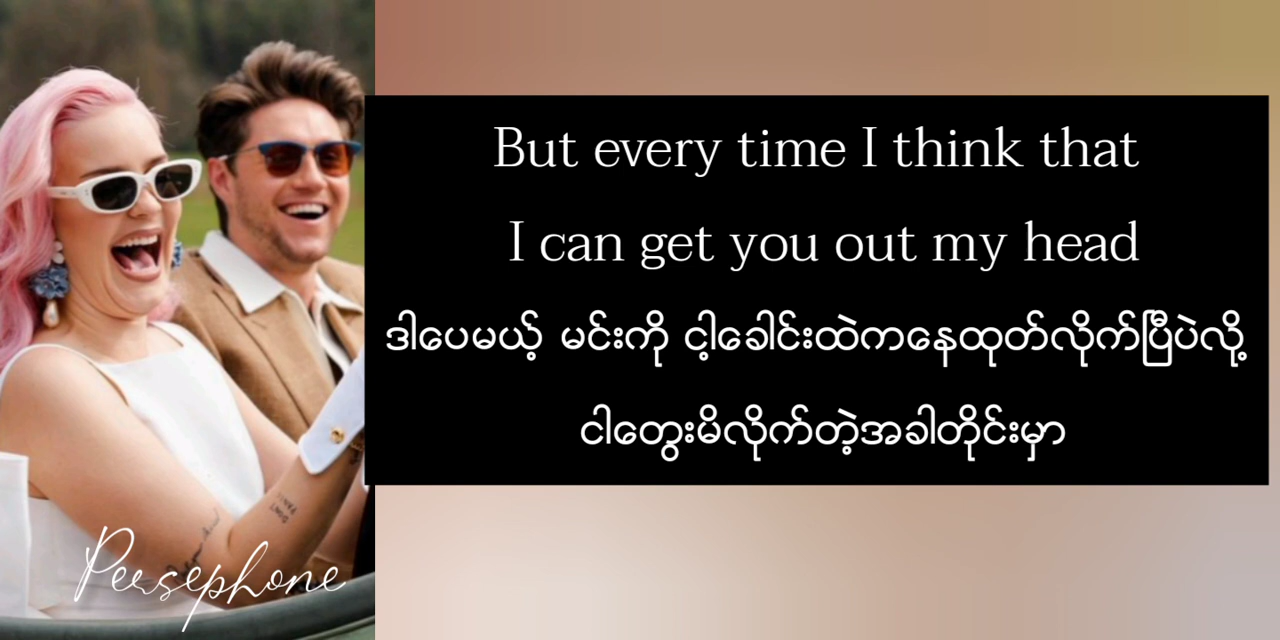 But every time I think that
I can get you out my head
ဒါပေမယ့် မင်းကို ငါ့ခေါင်းထဲကနေထုတ်လိုက်ပြီပဲလို့
ငါတွေးမိလိုက်တဲ့အခါတိုင်းမှာ
Persephone